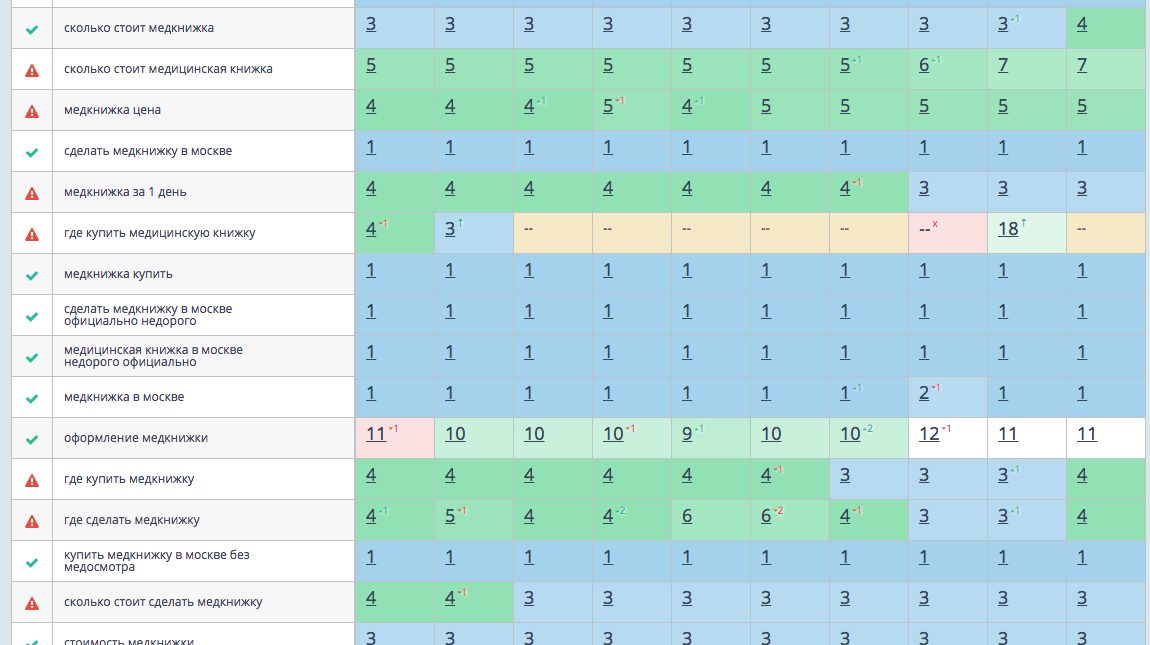 сколько стоит медкнижка 3 3 3 3 3 3 3 3 3 1 4
сколько стоит медицинская книжка 5 5 5 5 5 5 5 1 6 1 7 7
медкнижка цена 4 4 4 1 5 1 4 1 5 5 5 5 5
сделать медкнижку в москве 1 1 1 1 1 1 1 1 1 1
медкнижка за 1 день 4 4 4 4 4 4 4 1 3 3 3
где купить медицинскую книжку 4 1 3 ↑ -- -- -- -- -- -- x 18 ↑ --
медкнижка купить 1 1 1 1 1 1 1 1 1 1
сделать медкнижку в москве
официально недорого 1 1 1 1 1 1 1 1 1 1
медицинская книжка в москве
недорого официально 1 1 1 1 1 1 1 1 1 1
медкнижка в москве 1 1 1 1 1 1 1 1 2 1 1 1
оформление медкнижки 11 1 10 10 10 1 9 1 10 10 2 12 1 11 11
где купить медкнижку 4 4 4 4 4 4 1 3 3 3 1 4
где сделать медкнижку 4 1 5 1 4 4 2 6 6 2 4 1 3 3 1 4
купить медкнижку в москве без
медосмотра 1 1 1 1 1 1 1 1 1 1
сколько стоит сделать медкнижку 4 4 1 3 3 3 3 3 3 3 3
стоимость медкнижки 3 3 3 3 3 3 3 3 3 3